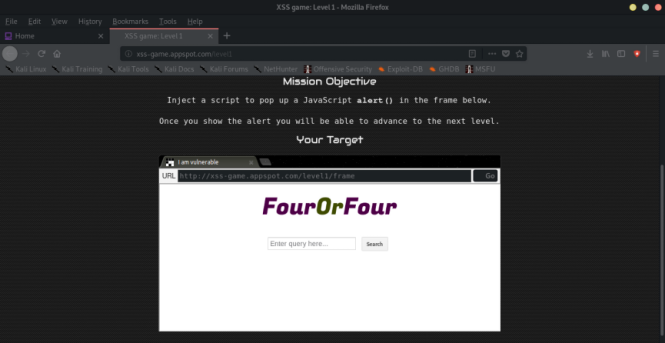 XSS game: Level 1 - Mozilla Firefox
File Edit View History Bookmarks Tools Help
Home
XSS game: Level 1
xss-game.appspot.com/level1
Kali Linux Kali Training Kali Tools Kali Docs Kali Forums NetHunter Offensive Security Exploit-DB GHDB MSFU
Mission Objective
Inject a script to pop up a JavaScript alert() in the frame below.
Once you show the alert you will be able to advance to the next level.
Your Target
I am vulnerable
URL http://xss-game.appspot.com/level1/frame Go
FourOrFour
Enter query here... Search